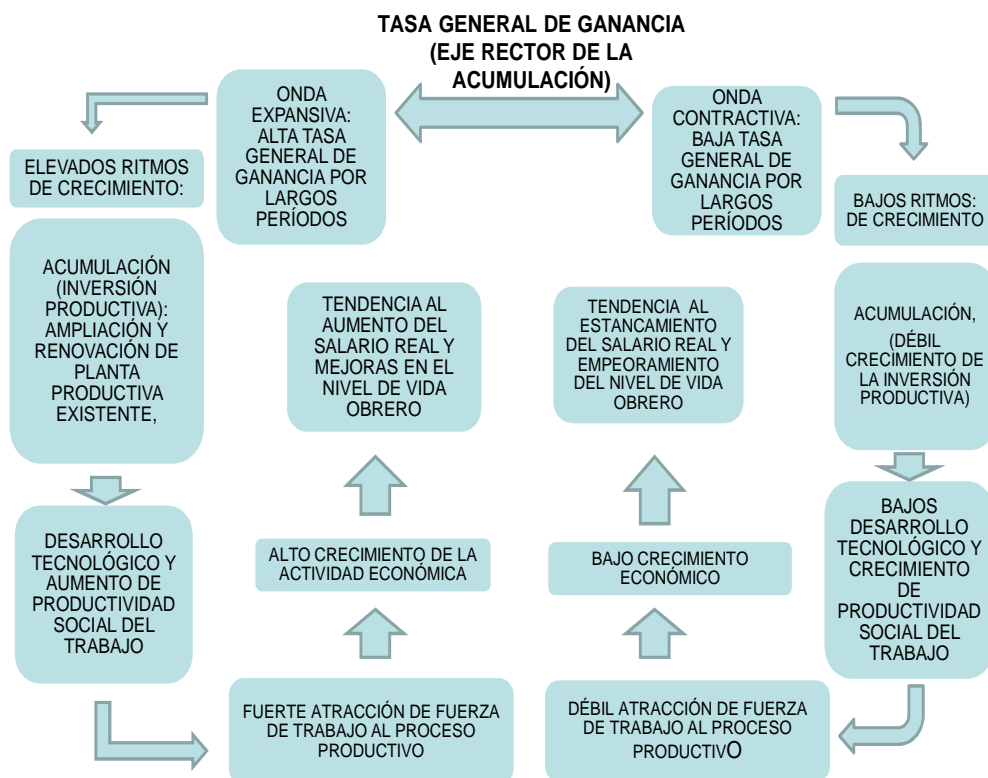 TASA GENERAL DE GANANCIA
(EJE RECTOR DE LA
ACUMULACIÓN)
ONDA
EXPANSIVA:
ALTA TASA
GENERAL DE
GANANCIA POR
LARGOS
PERÍODOS
ONDA
CONTRACTIVA:
BAJA TASA
GENERAL DE
GANANCIA POR
LARGOS
PERÍODOS
ELEVADOS RITMOS
DE CRECIMIENTO:
BAJOS RITMOS:
DE CRECIMIENTO
ACUMULACIÓN
(INVERSIÓN
PRODUCTIVA):
AMPLIACIÓN Y
RENOVACIÓN DE
PLANTA
PRODUCTIVA
EXISTENTE,
TENDENCIA AL
AUMENTO DEL
SALARIO REAL Y
MEJORAS EN EL
NIVEL DE VIDA
OBRERO
TENDENCIA AL
ESTANCAMIENTO
DEL SALARIO REAL Y
EMPEORAMIENTO
DEL NIVEL DE VIDA
OBRERO
ACUMULACIÓN,
(DÉBIL
CRECIMIENTO DE
LA INVERSIÓN
PRODUCTIVA)
DESARROLLO
TECNOLÓGICO Y
AUMENTO DE
PRODUCTIVIDAD
SOCIAL DEL
TRABAJO
ALTO CRECIMIENTO DE LA
ACTIVIDAD ECONÓMICA
BAJO CRECIMIENTO
ECONÓMICO
BAJOS
DESARROLLO
TECNOLÓGICO Y
CRECIMIENTO
DE
PRODUCTIVIDAD
SOCIAL DEL
TRABAJO
FUERTE ATRACCIÓN DE FUERZA
DE TRABAJO AL PROCESO
PRODUCTIVO
DÉBIL ATRACCIÓN DE FUERZA
DE TRABAJO AL PROCESO
PRODUCTIVO